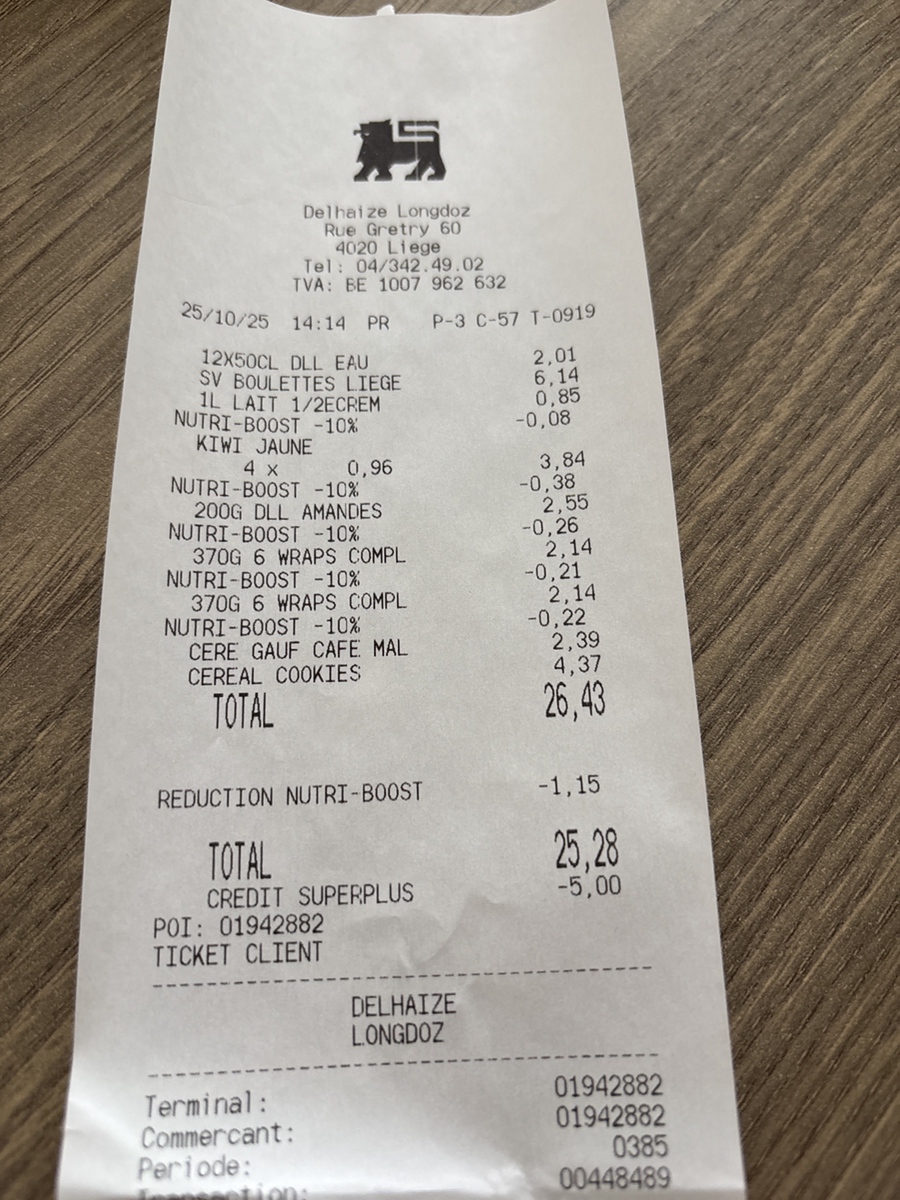 Delhaize Longdoz
Rue Gretry 60
4020 Liege
Tel: 04/342.49.02
TVA: BE 1007 962 632
25/10/25 14:14 PR P-3 C-57 T-0919
12X50CL DLL EAU 2,01
SV BOULETTES LIEGE 6,14
1L LAIT 1/2ECREM 0,85
NUTRI-BOOST -10% -0,08
KIWI JAUNE
4 x 0,96 3,84
NUTRI-BOOST -10% -0,38
200G DLL AMANDES 2,55
NUTRI-BOOST -10% -0,26
370G 6 WRAPS COMPL 2,14
NUTRI-BOOST -10% -0,21
370G 6 WRAPS COMPL 2,14
NUTRI-BOOST -10% -0,22
CERE GAUF CAFE MAL 2,39
CEREAL COOKIES 4,37
TOTAL 26,43
REDUCTION NUTRI-BOOST -1,15
TOTAL 25,28
CREDIT SUPERPLUS -5,00
POI: 01942882
TICKET CLIENT
DELHAIZE
LONGDOZ
Terminal: 01942882
Commercant: 01942882
Periode: 0385
Transaction: 00448489